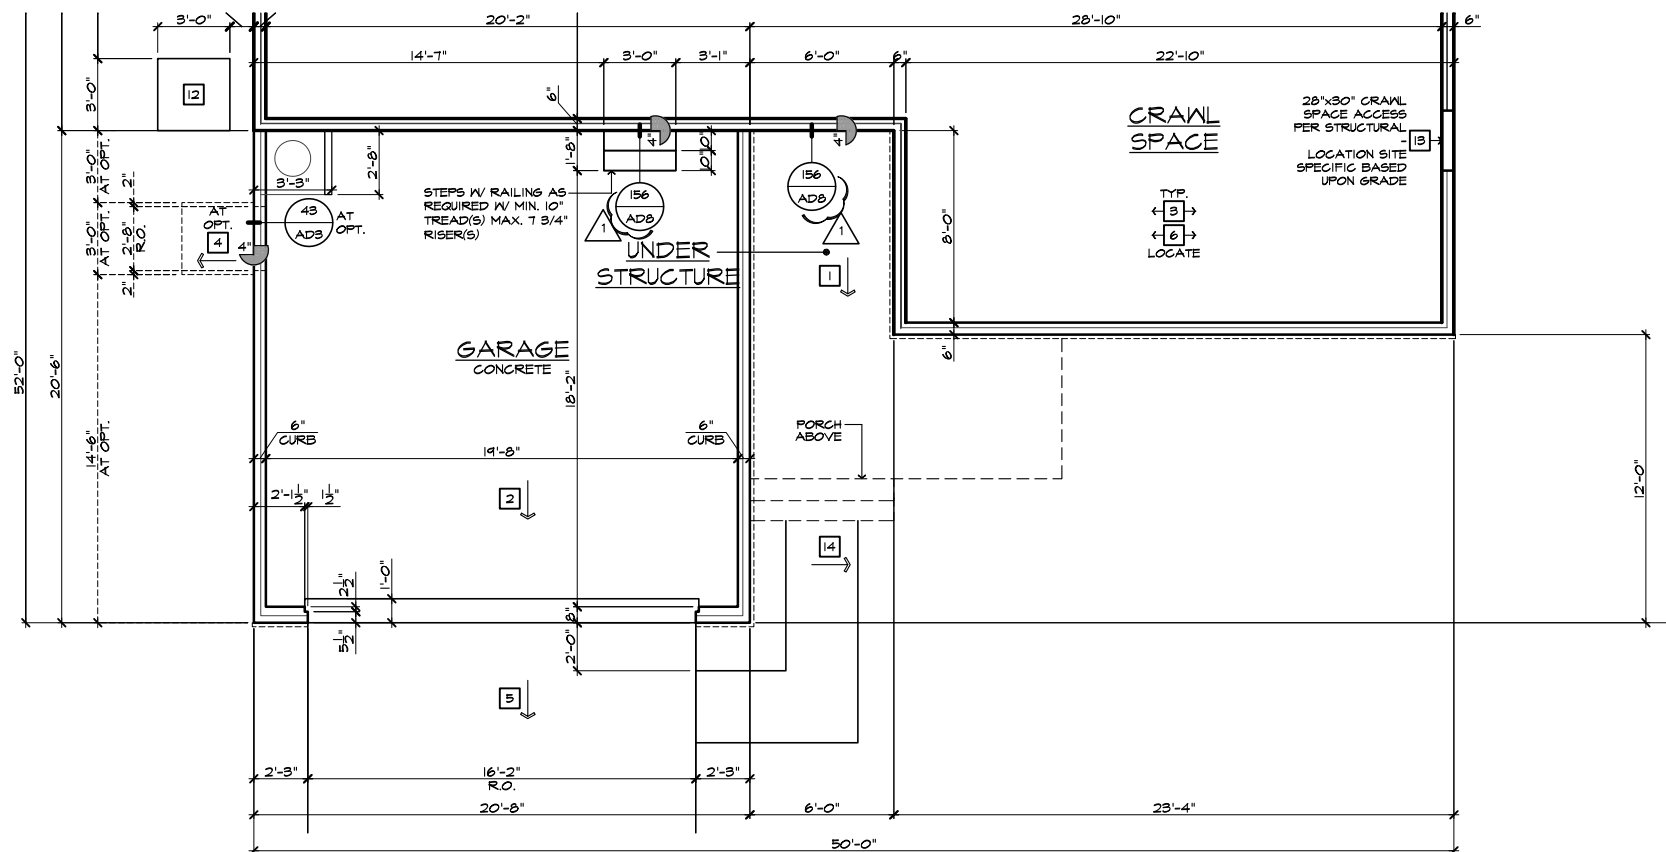 3'-0"
20'-2"
28'-10"
6"
14'-7"
3'-0"
3'-1"
6'-0"
6"
22'-10"
12
3'-0"
6"
CRAWL
SPACE
28"x30" CRAWL
SPACE ACCESS
PER STRUCTURAL
-
LOCATION SITE
SPECIFIC BASED
UPON GRADE
13
4"
4"
1'-8"
10"
10"
2'-8"
3'-3"
3'-0"
AT OPT.
2"
STEPS W/ RAILING AS
REQUIRED W/ MIN. 10"
TREAD(S) MAX. 7 3/4"
RISER(S)
156
AD8
1
156
AD8
1
TYP.
3
6
LOCATE
AT
OPT.
4
4"
43
AD3
AT
OPT.
3'-0"
AT OPT.
2'-8"
R.O.
2"
UNDER
STRUCTURE
1
8'-0"
6"
52'-0"
20'-6"
GARAGE
CONCRETE
18'-2"
14'-6"
AT OPT.
6"
CURB
6"
CURB
PORCH
ABOVE
19'-8"
12'-0"
2'-1 1/2"
1 1/2"
2
14
2 1/2"
1'-0"
5 1/2"
8"
2'-0"
5
2'-3"
16'-2"
R.O.
2'-3"
20'-8"
6'-0"
23'-4"
50'-0"